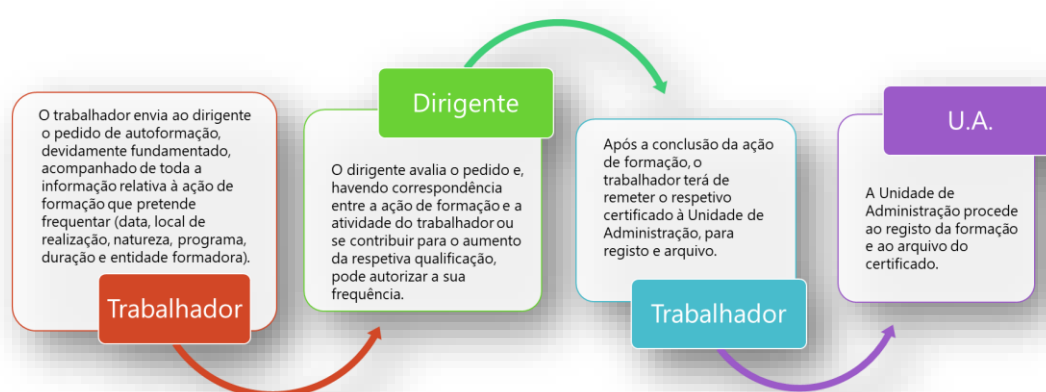 O trabalhador envia ao dirigente
o pedido de autoformação,
devidamente fundamentado,
acompanhado de toda a
informação relativa à ação de
formação que pretende
frequentar (data, local de
realização, natureza, programa,
duração e entidade formadora).
Trabalhador
Dirigente
O dirigente avalia o pedido e,
havendo correspondência
entre a ação de formação e a
atividade do trabalhador ou
se contribuir para o aumento
da respetiva qualificação,
pode autorizar a sua
frequência.
Após a conclusão da ação
de formação, o
trabalhador terá de
remeter o respetivo
certificado à Unidade de
Administração, para
registo e arquivo.
Trabalhador
U.A.
A Unidade de
Administração procede
ao registo da formação
e ao arquivo do
certificado.